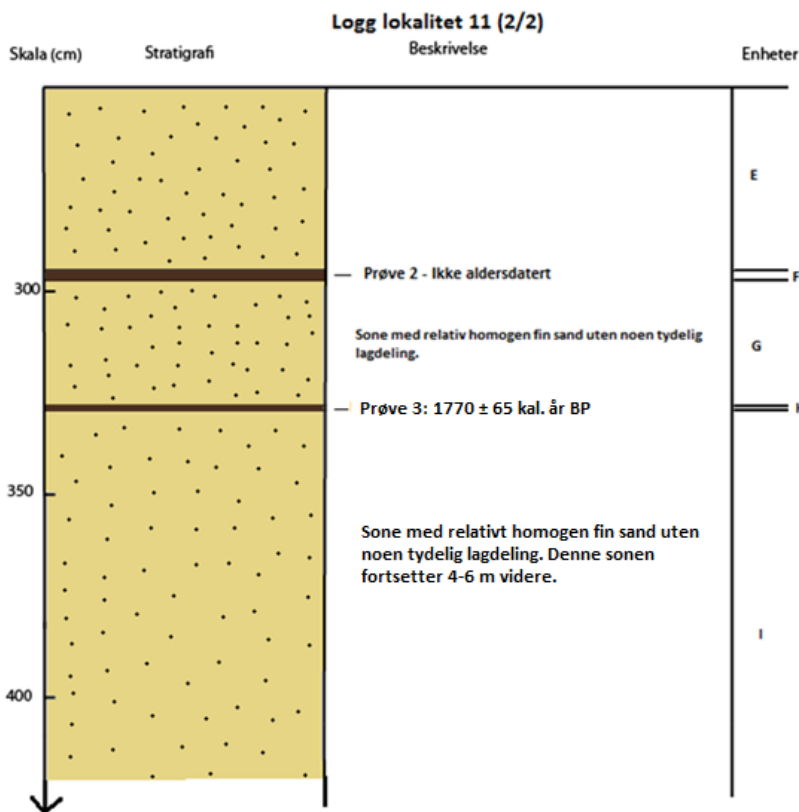 Logg lokalitet 11 (2/2)
Skala (cm)
Stratigrafi
Beskrivelse
Enheter
E
Prøve 2 - Ikke aldersdatert
F
300
Sone med relativ homogen fin sand uten noen tydelig
lagdeling.
G
Prøve 3: 1770 ± 65 kal. år BP
350
Sone med relativt homogen fin sand uten
noen tydelig lagdeling. Denne sonen
fortsetter 4-6 m videre.
I
400